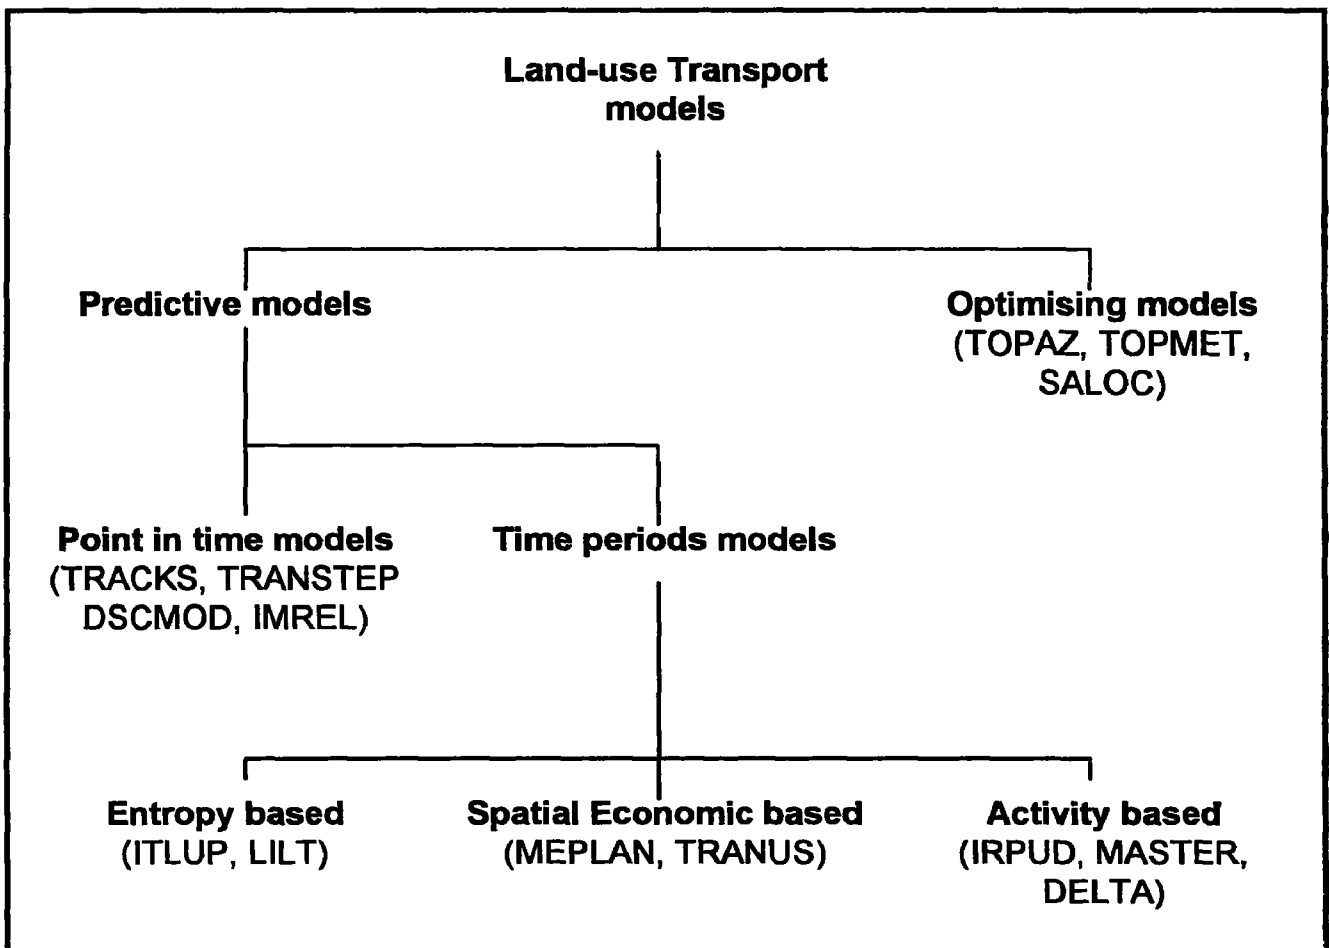 Land-use Transport
models
Predictive models
Optimising models
(TOPAZ, TOPMET,
SALOC)
Point in time models
(TRACKS, TRANSTEP
DSCMOD, IMREL)
Time periods models
Entropy based
(ITLUP, LILT)
Spatial Economic based
(MEPLAN, TRANUS)
Activity based
(IRPUD, MASTER,
DELTA)